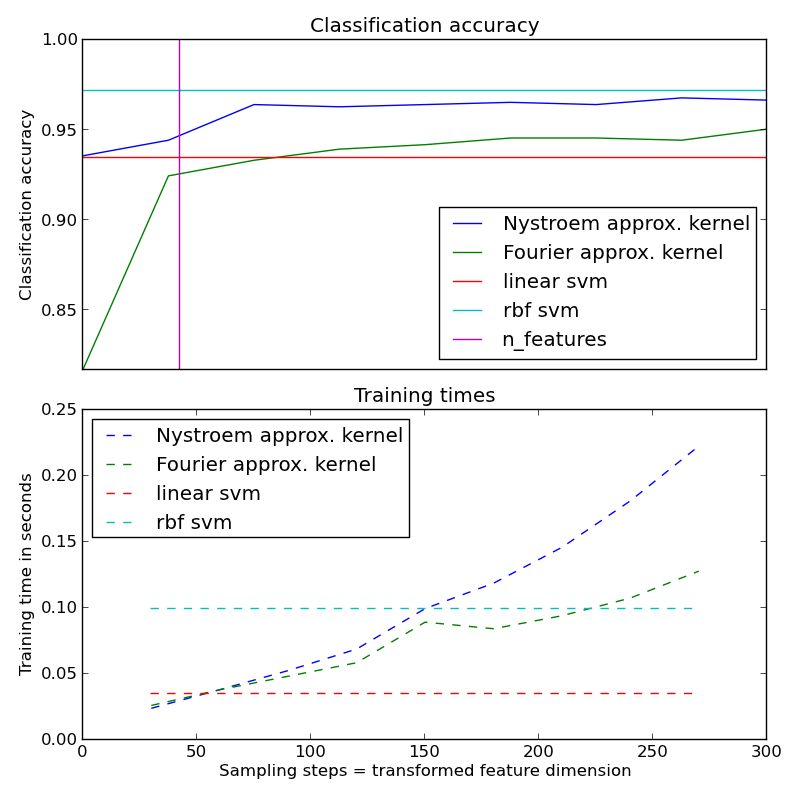 Classification accuracy
1.00
0.95
0.90
0.85
Classification accuracy
Nystroem approx. kernel
Fourier approx. kernel
linear svm
rbf svm
n_features
Training times
0.25
0.20
0.15
0.10
0.05
0.00
Training time in seconds
Nystroem approx. kernel
Fourier approx. kernel
linear svm
rbf svm
0 50 100 150 200 250 300
Sampling steps = transformed feature dimension